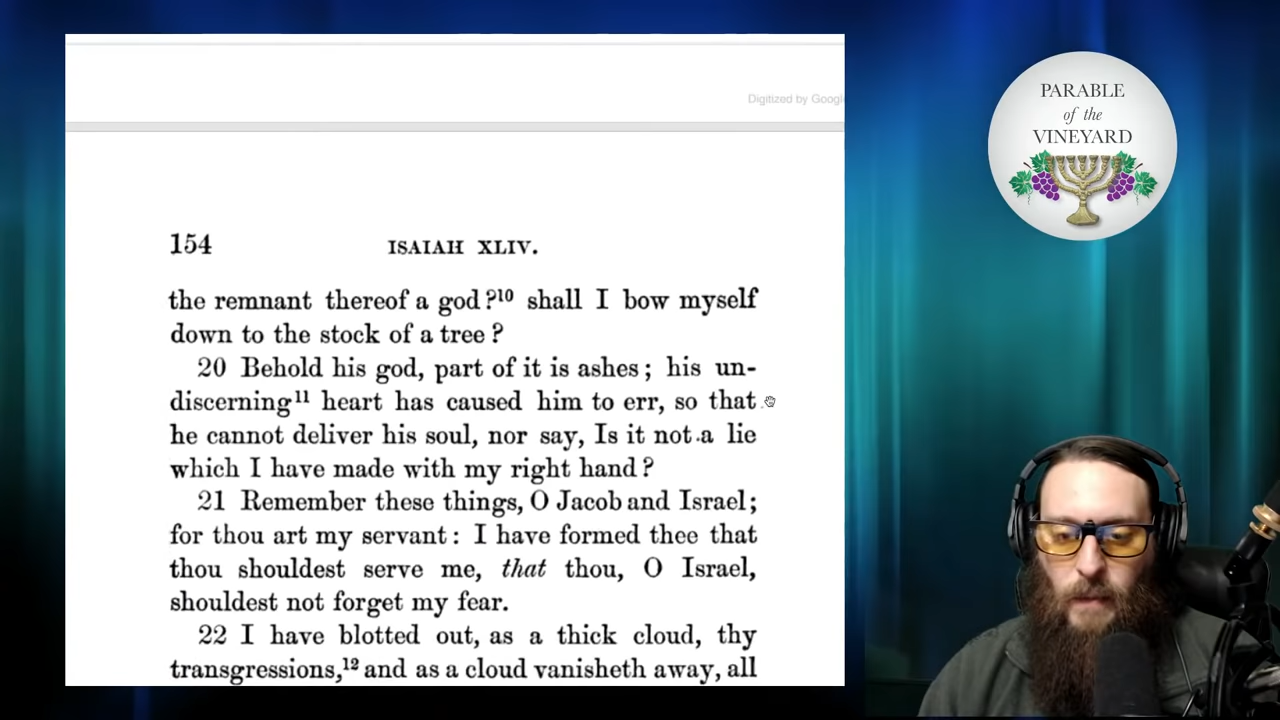 Digitized by Googl
154 ISAIAH XLIV.
the remnant thereof a god?¹⁰ shall I bow myself
down to the stock of a tree?
20 Behold his god, part of it is ashes; his un-
discerning¹¹ heart has caused him to err, so that
he cannot deliver his soul, nor say, Is it not a lie
which I have made with my right hand?
21 Remember these things, O Jacob and Israel;
for thou art my servant: I have formed thee that
thou shouldest serve me, that thou, O Israel,
shouldest not forget my fear.
22 I have blotted out, as a thick cloud, thy
transgressions,¹² and as a cloud vanisheth away, all
PARABLE
of the
VINEYARD